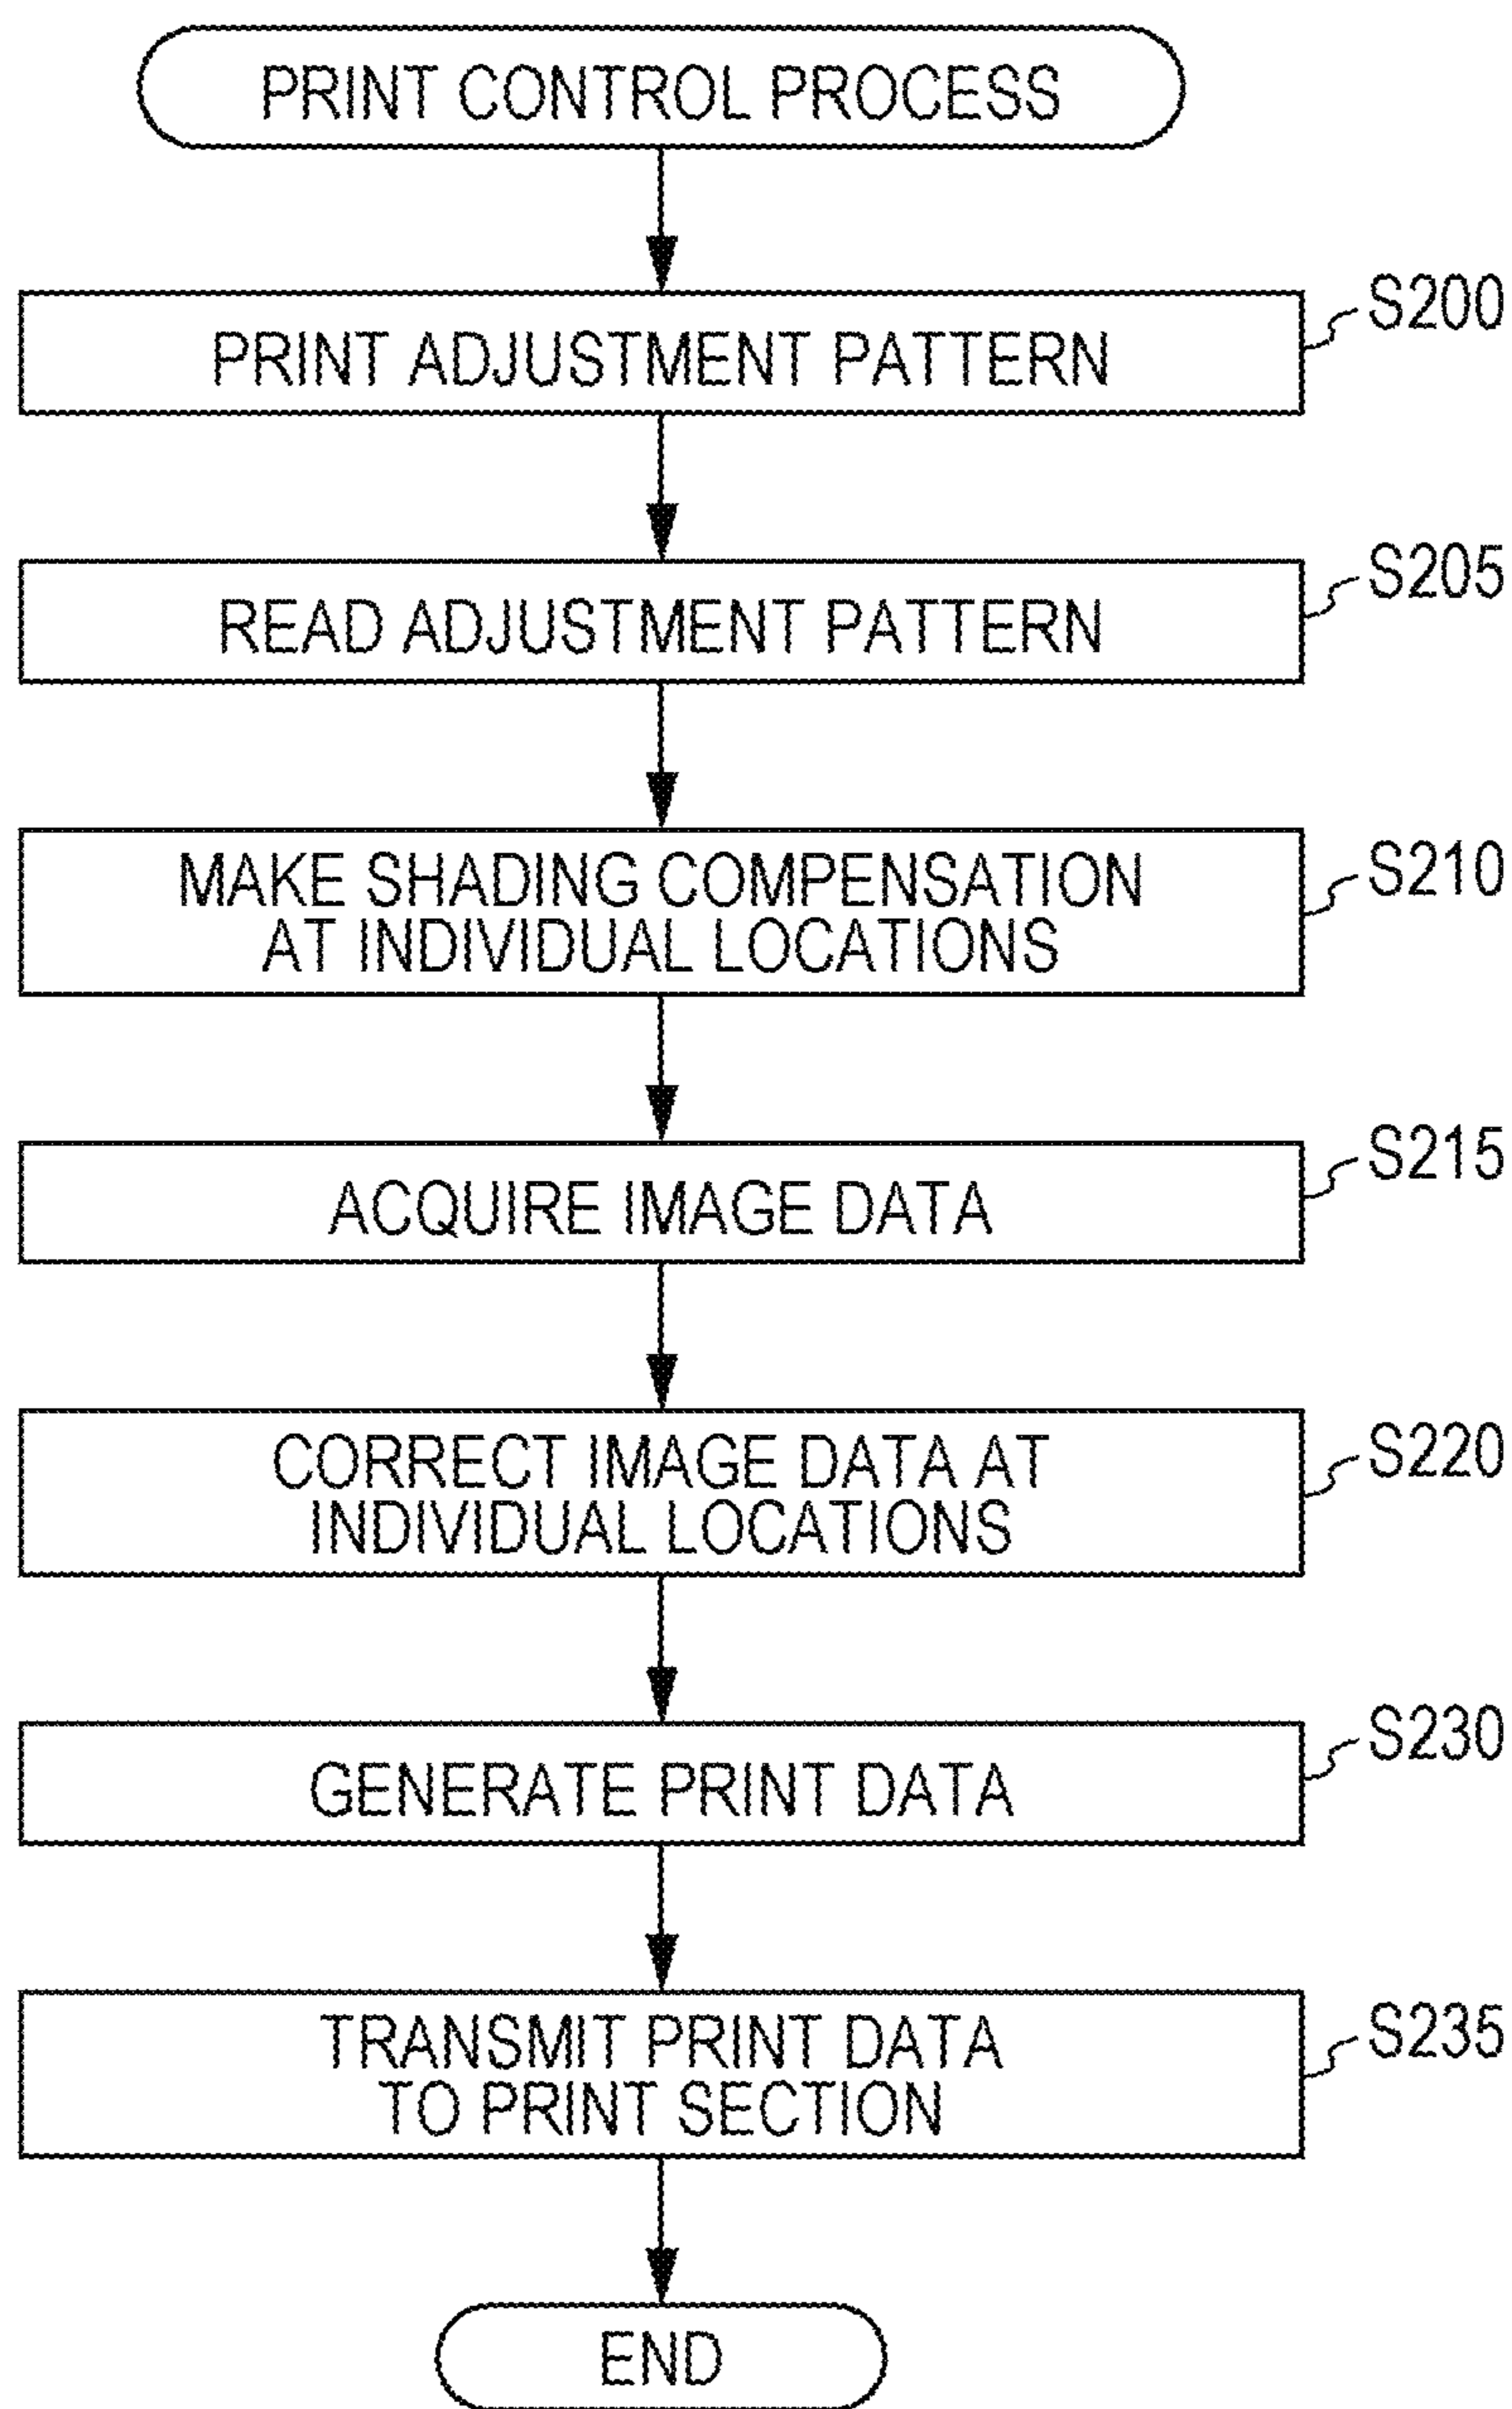 PRINT CONTROL PROCESS
S200
PRINT ADJUSTMENT PATTERN
S205
READ ADJUSTMENT PATTERN
S210
MAKE SHADING COMPENSATION
AT INDIVIDUAL LOCATIONS
S215
ACQUIRE IMAGE DATA
S220
CORRECT IMAGE DATA AT
INDIVIDUAL LOCATIONS
S230
GENERATE PRINT DATA
S235
TRANSMIT PRINT DATA
TO PRINT SECTION
END